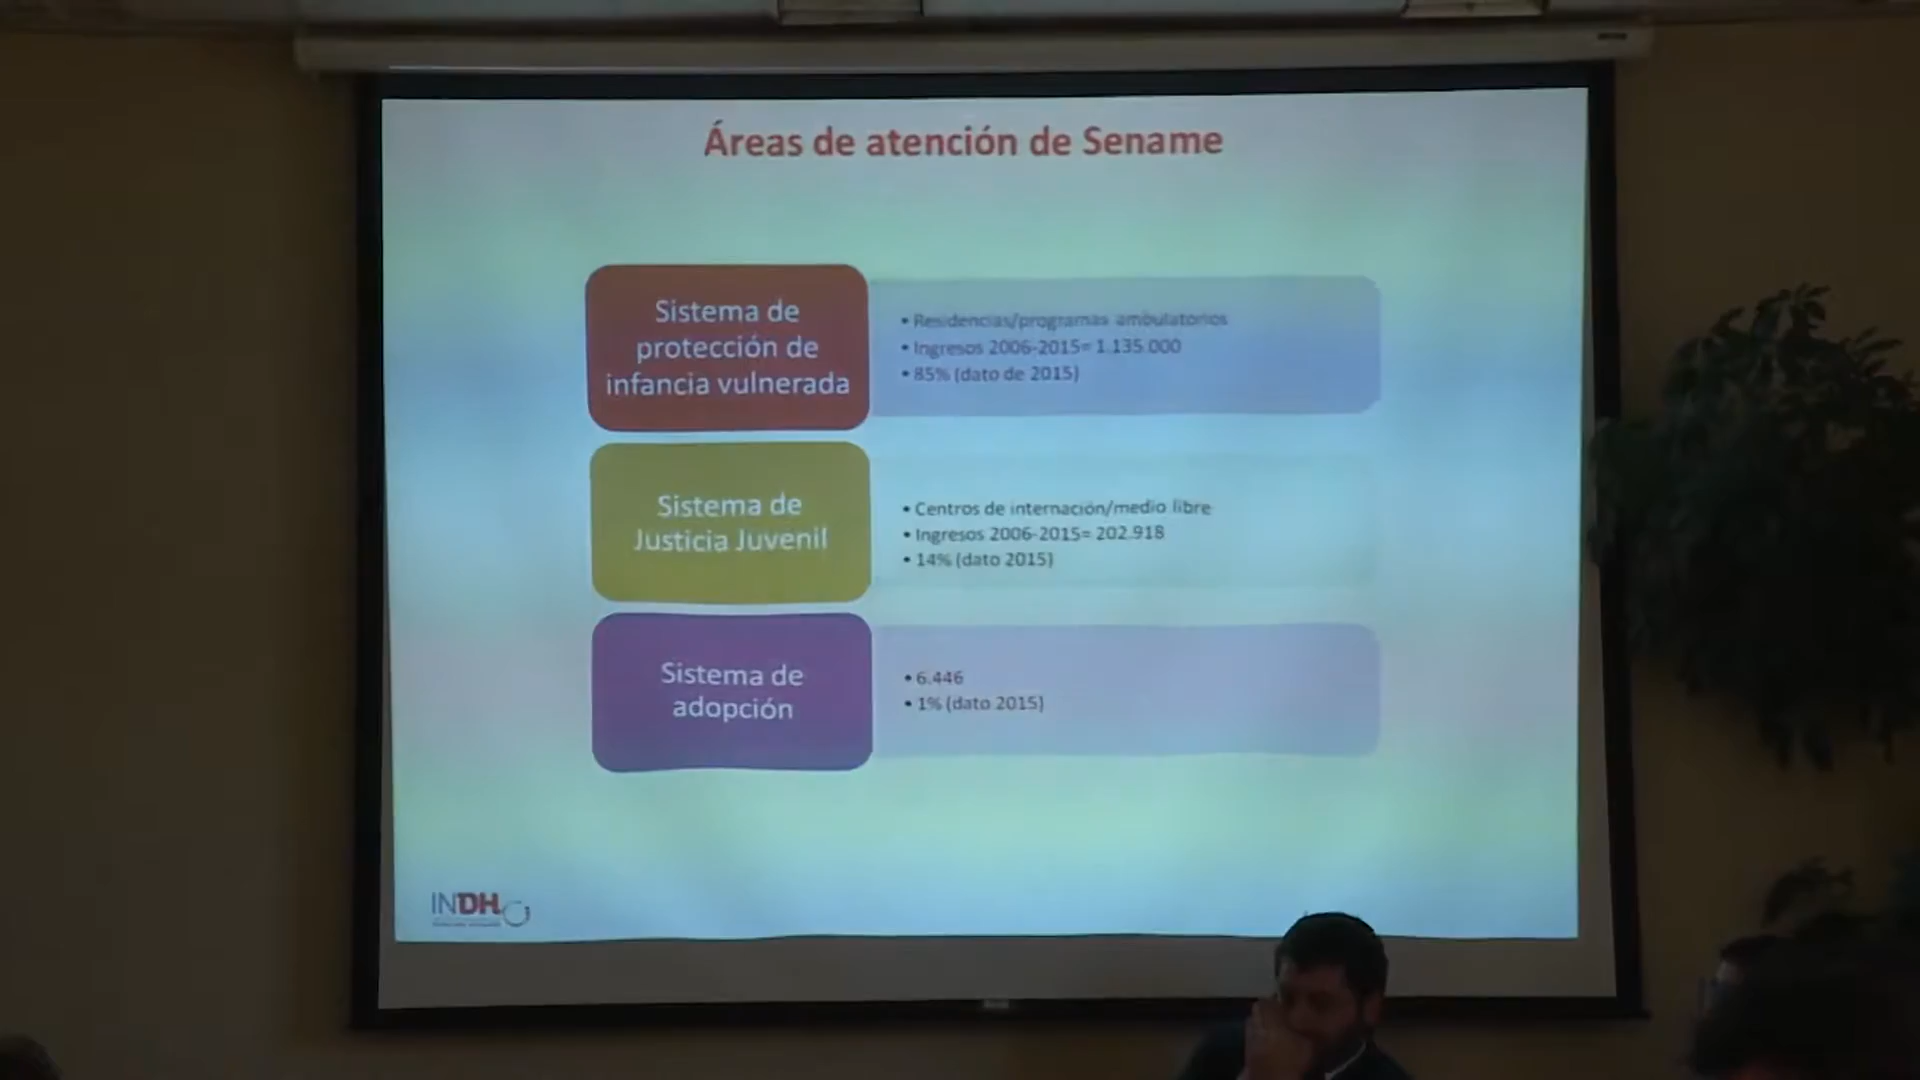 Áreas de atención de Sename
Sistema de
protección de
infancia vulnerada
• Residencias/programas ambulatorios
• Ingresos 2006-2015= 1.135.000
• 85% (dato de 2015)
Sistema de
Justicia Juvenil
• Centros de internación/medio libre
• Ingresos 2006-2015= 202.918
• 14% (dato 2015)
Sistema de
adopción
• 6.446
• 1% (dato 2015)
INDH